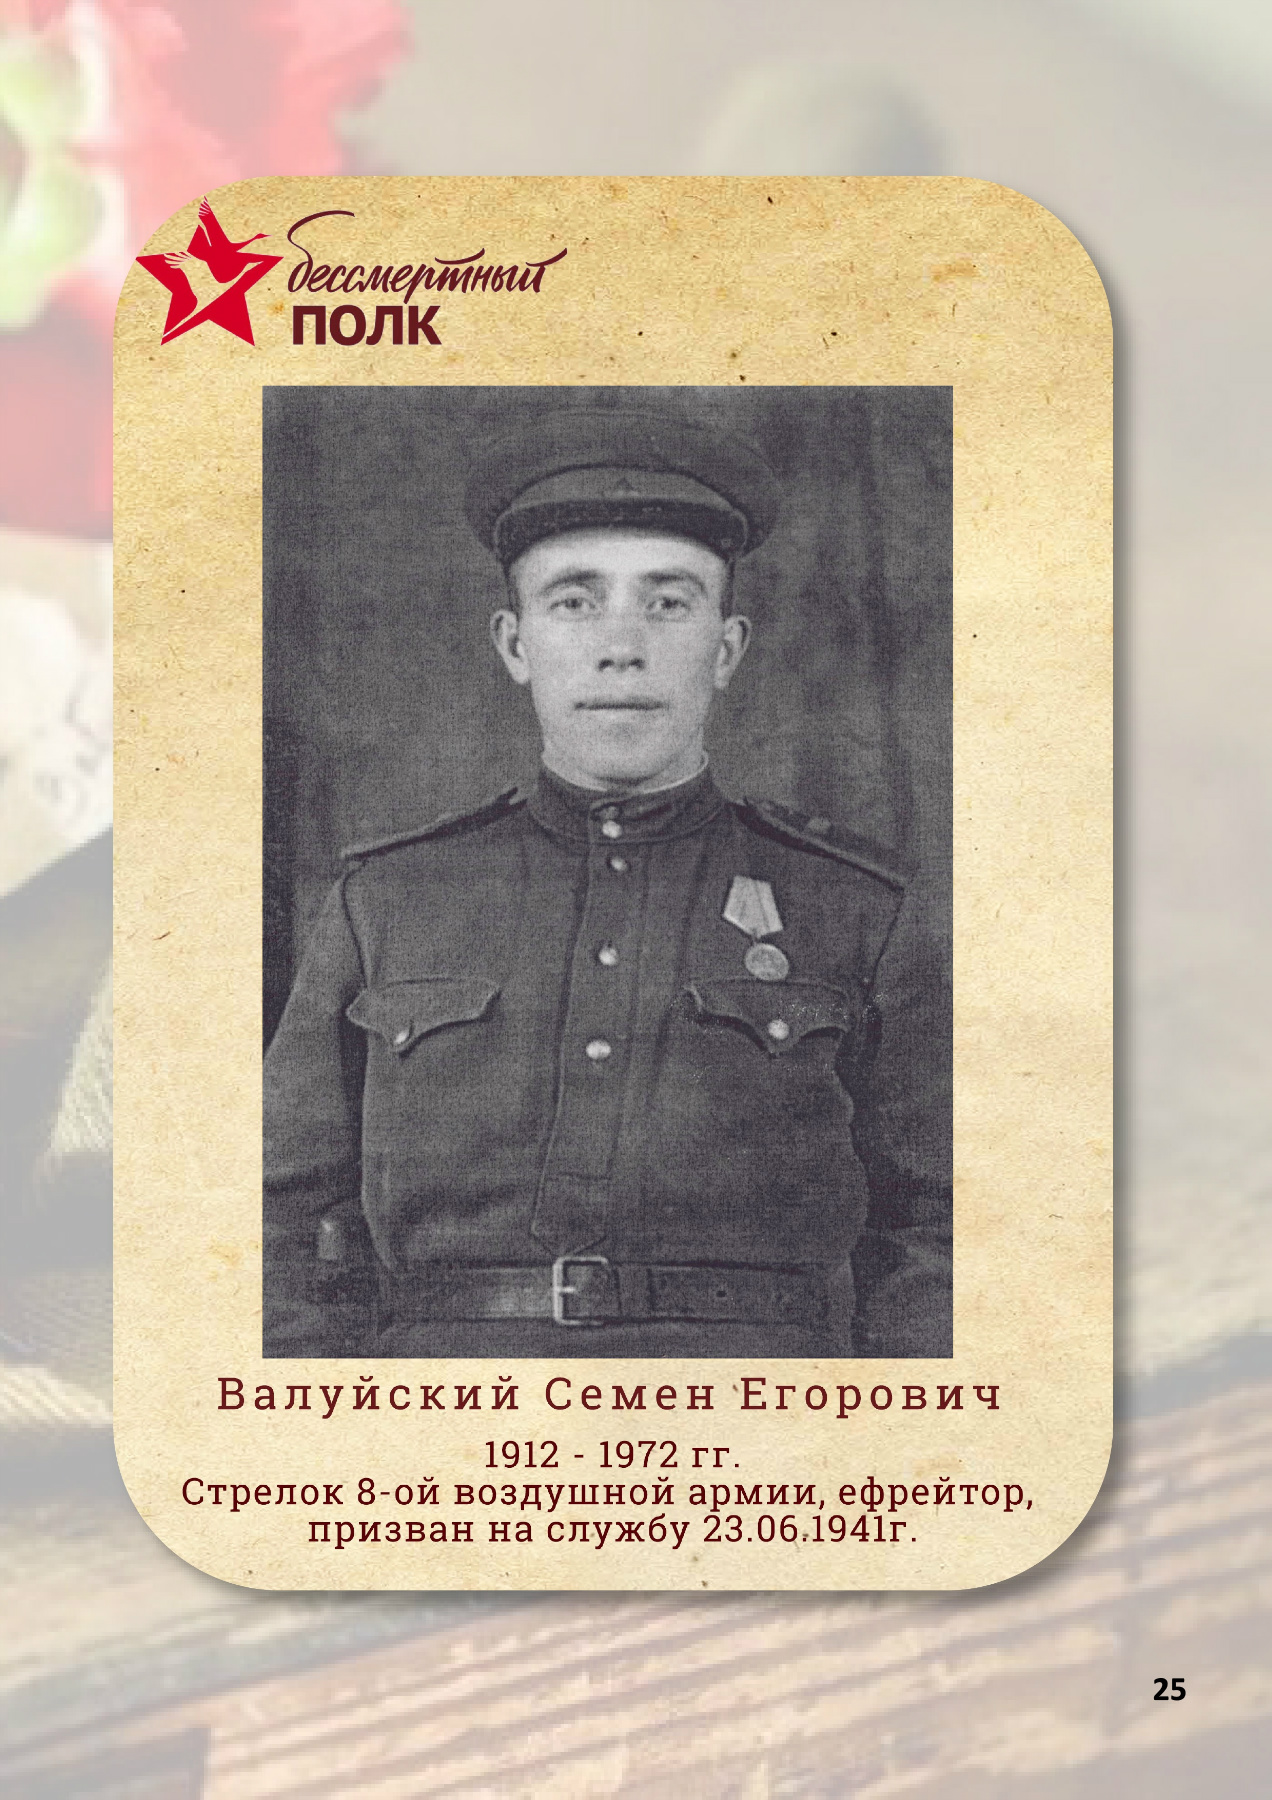 бессмертный
ПОЛК
Валуйский Семен Егорович
1912 - 1972 гг.
Стрелок 8-ой воздушной армии, ефрейтор,
призван на службу 23.06.1941г.
25